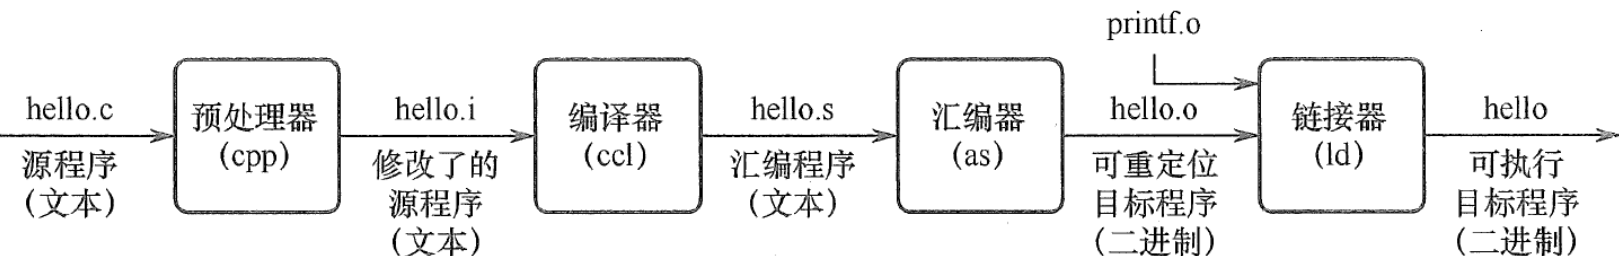 printf.o
hello.c
预处理器
(cpp)
hello.i
编译器
(ccl)
hello.s
汇编器
(as)
hello.o
链接器
(ld)
hello
源程序
(文本)
修改了的
源程序
(文本)
汇编程序
(文本)
可重定位
目标程序
(二进制)
可执行
目标程序
(二进制)